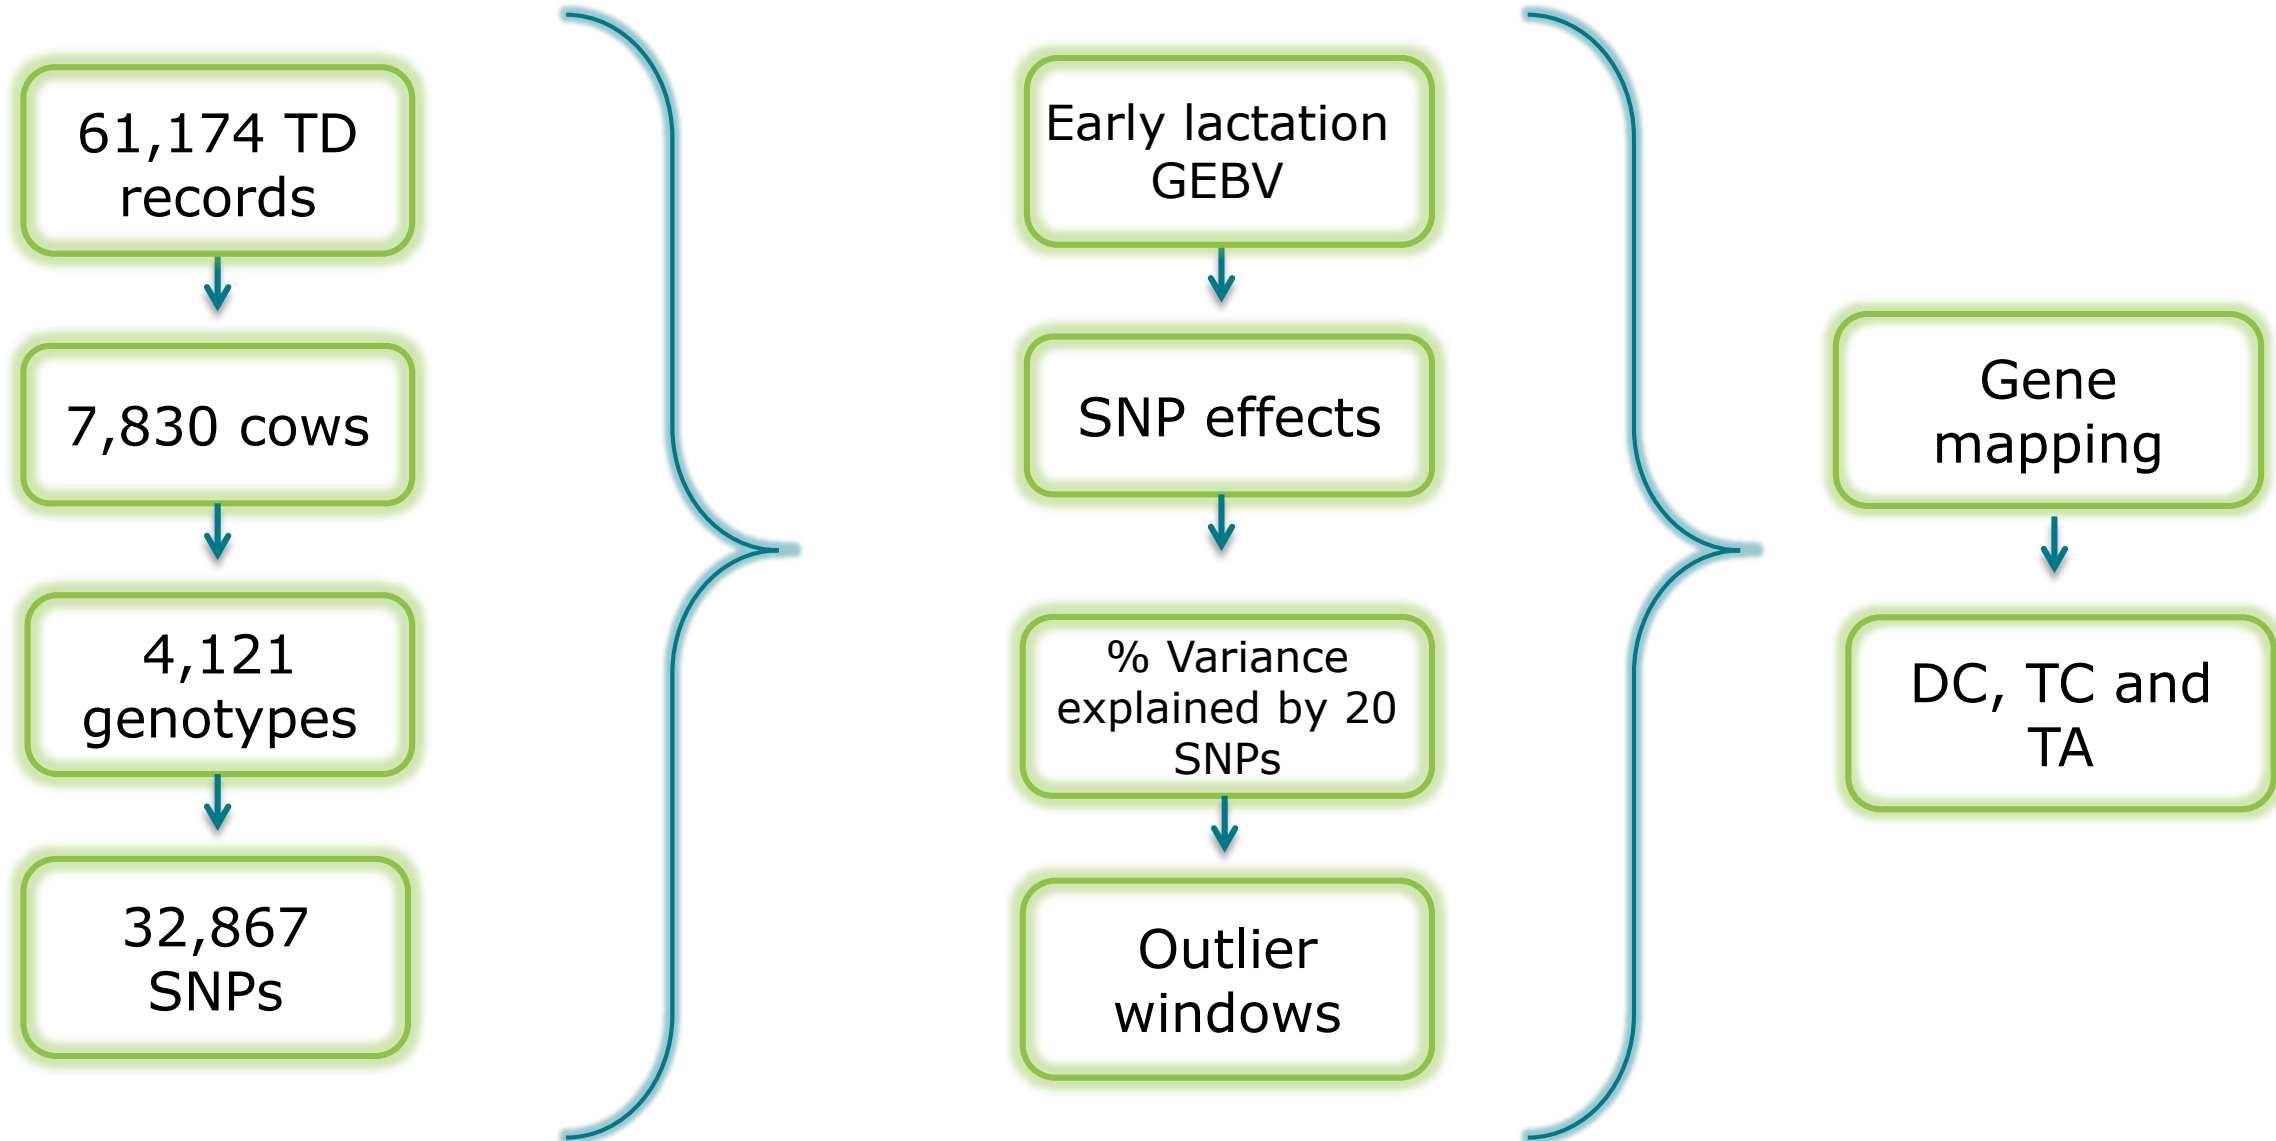 61,174 TD
records
7,830 cows
4,121
genotypes
32,867
SNPs
Early lactation
GEBV
SNP effects
% Variance
explained by 20
SNPs
Outlier
windows
Gene
mapping
DC, TC and
TA